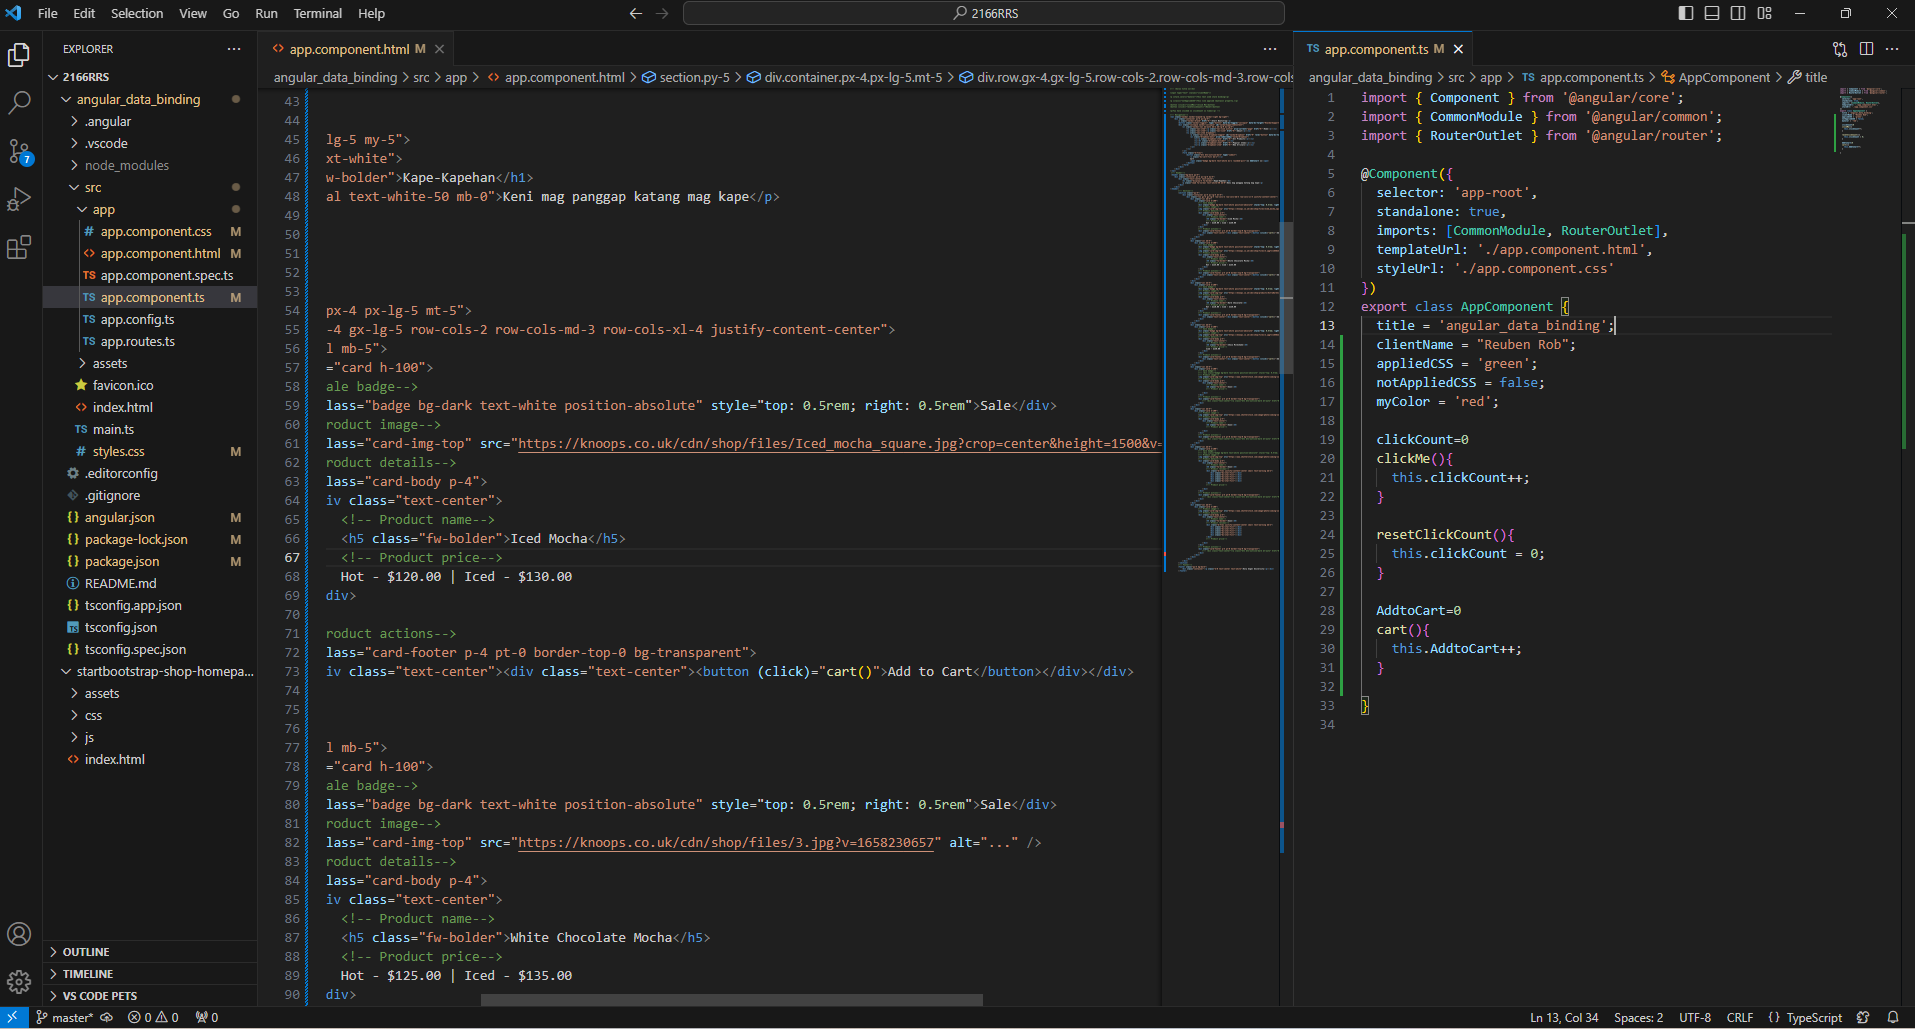 File Edit Selection View Go Run Terminal Help
2166RRS
EXPLORER
2166RRS
angular_data_binding
.angular
.vscode
node_modules
src
app
# app.component.css M
<> app.component.html M
TS app.component.spec.ts
TS app.component.ts M
TS app.config.ts
TS app.routes.ts
assets
favicon.ico
<> index.html
TS main.ts
# styles.css M
.editorconfig
.gitignore
{} angular.json M
{} package-lock.json M
{} package.json M
README.md
{} tsconfig.app.json
TS tsconfig.json
{} tsconfig.spec.json
startbootstrap-shop-homepa...
assets
css
js
<> index.html
OUTLINE
TIMELINE
VS CODE PETS
7
<> app.component.html M
angular_data_binding > src > app > <> app.component.html > section.py-5 > div.container.px-4.px-lg-5.mt-5 > div.row.gx-4.gx-lg-5.row-cols-2.row-cols-md-3.row-cols
43
44
45 lg-5 my-5">
46 xt-white">
47 w-bolder">Kape-Kapehan</h1>
48 al text-white-50 mb-0">Keni mag panggap katang mag kape</p>
49
50
51
52
53
54 px-4 px-lg-5 mt-5">
55 -4 gx-lg-5 row-cols-2 row-cols-md-3 row-cols-xl-4 justify-content-center">
56 l mb-5">
57 ="card h-100">
58 ale badge-->
59 lass="badge bg-dark text-white position-absolute" style="top: 0.5rem; right: 0.5rem">Sale</div>
60 roduct image-->
61 lass="card-img-top" src="https://knoops.co.uk/cdn/shop/files/Iced_mocha_square.jpg?crop=center&height=1500&v=
62 roduct details-->
63 lass="card-body p-4">
64 iv class="text-center">
65 <!-- Product name-->
66 <h5 class="fw-bolder">Iced Mocha</h5>
67 <!-- Product price-->
68 Hot - $120.00 | Iced - $130.00
69 div>
70
71 roduct actions-->
72 lass="card-footer p-4 pt-0 border-top-0 bg-transparent">
73 iv class="text-center"><div class="text-center"><button (click)="cart()">Add to Cart</button></div></div>
74
75
76
77 l mb-5">
78 ="card h-100">
79 ale badge-->
80 lass="badge bg-dark text-white position-absolute" style="top: 0.5rem; right: 0.5rem">Sale</div>
81 roduct image-->
82 lass="card-img-top" src="https://knoops.co.uk/cdn/shop/files/3.jpg?v=1658230657" alt="..." />
83 roduct details-->
84 lass="card-body p-4">
85 iv class="text-center">
86 <!-- Product name-->
87 <h5 class="fw-bolder">White Chocolate Mocha</h5>
88 <!-- Product price-->
89 Hot - $125.00 | Iced - $135.00
90 div>
TS app.component.ts M
angular_data_binding > src > app > TS app.component.ts > AppComponent > title
1 import { Component } from '@angular/core';
2 import { CommonModule } from '@angular/common';
3 import { RouterOutlet } from '@angular/router';
4
5 @Component({
6 selector: 'app-root',
7 standalone: true,
8 imports: [CommonModule, RouterOutlet],
9 templateUrl: './app.component.html',
10 styleUrl: './app.component.css'
11 })
12 export class AppComponent {
13 title = 'angular_data_binding';
14 clientName = "Reuben Rob";
15 appliedCSS = 'green';
16 notAppliedCSS = false;
17 myColor = 'red';
18
19 clickCount=0
20 clickMe(){
21 this.clickCount++;
22 }
23
24 resetClickCount(){
25 this.clickCount = 0;
26 }
27
28 AddtoCart=0
29 cart(){
30 this.AddtoCart++;
31 }
32
33 }
34
master* 0 0 0
Ln 13, Col 34 Spaces: 2 UTF-8 CRLF {} TypeScript